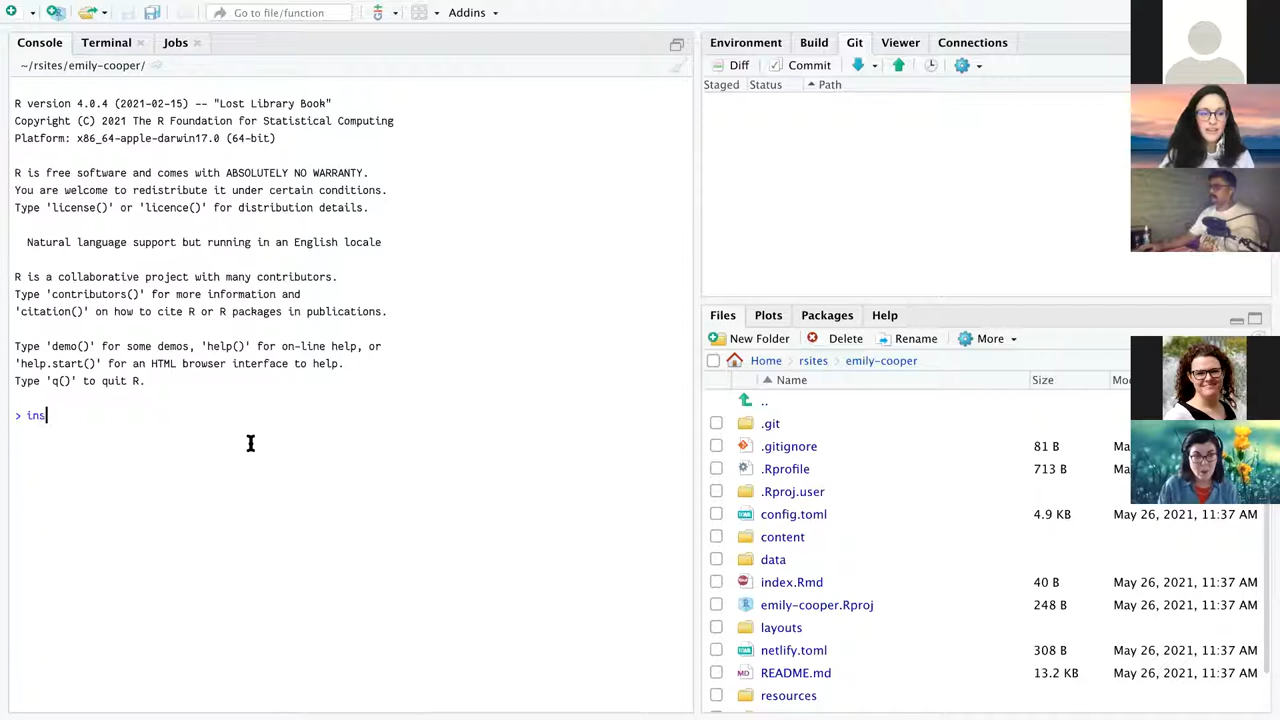 Go to file/function
Addins
Console
Terminal
Jobs
~/rsites/emily-cooper/
R version 4.0.4 (2021-02-15) -- "Lost Library Book"
Copyright (C) 2021 The R Foundation for Statistical Computing
Platform: x86_64-apple-darwin17.0 (64-bit)
R is free software and comes with ABSOLUTELY NO WARRANTY.
You are welcome to redistribute it under certain conditions.
Type 'license()' or 'licence()' for distribution details.
Natural language support but running in an English locale
R is a collaborative project with many contributors.
Type 'contributors()' for more information and
'citation()' on how to cite R or R packages in publications.
Type 'demo()' for some demos, 'help()' for on-line help, or
'help.start()' for an HTML browser interface to help.
Type 'q()' to quit R.
> ins
Environment Build Git Viewer Connections
Diff Commit
Staged Status Path
Files Plots Packages Help
New Folder Delete Rename More
Home rsites emily-cooper
Name Size
..
.git
.gitignore 81 B
.Rprofile 713 B
.Rproj.user
config.toml 4.9 KB May 26, 2021, 11:37 AM
content
data
index.Rmd 40 B May 26, 2021, 11:37 AM
emily-cooper.Rproj 248 B May 26, 2021, 11:37 AM
layouts
netlify.toml 308 B May 26, 2021, 11:37 AM
README.md 13.2 KB May 26, 2021, 11:37 AM
resources